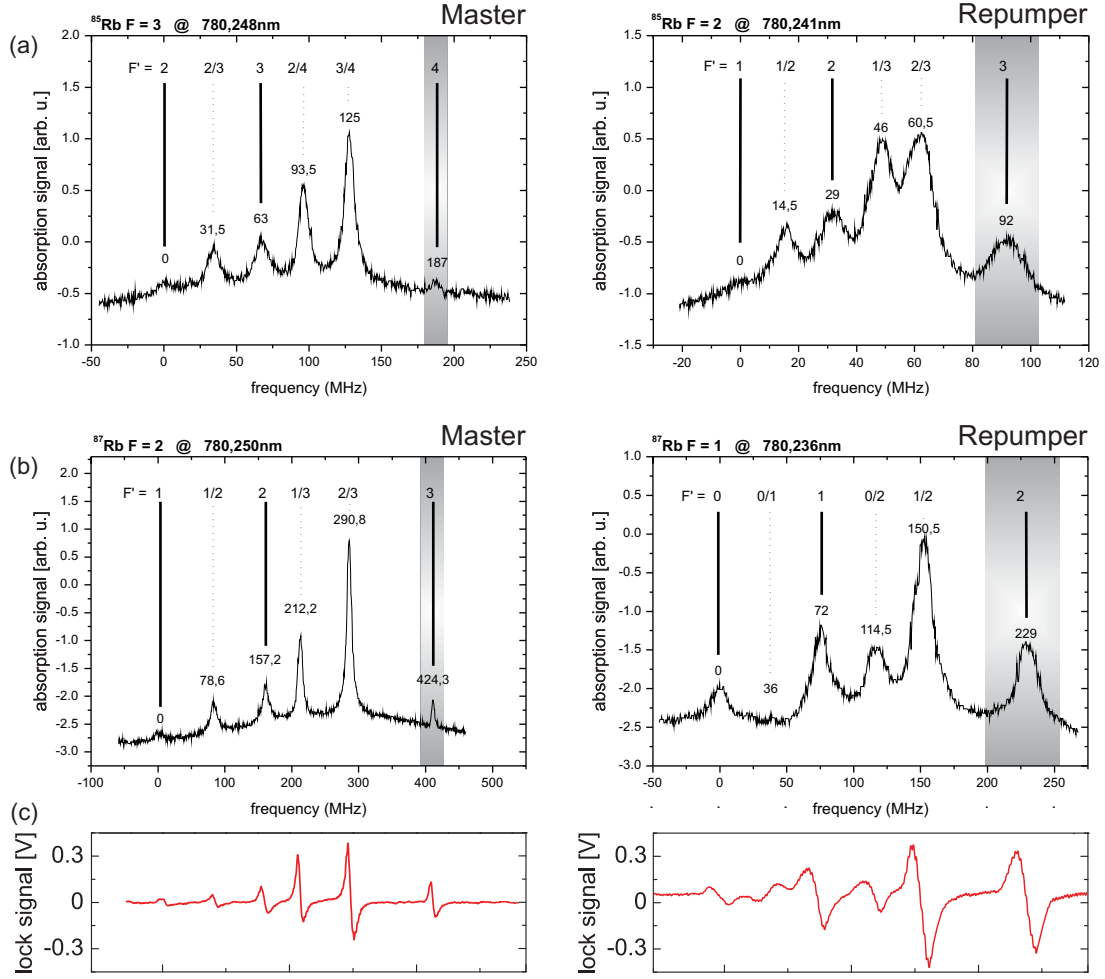 (a)
⁸⁵Rb F = 3 @ 780,248nm Master
absorption signal [arb. u.]
2.0
1.5
1.0
0.5
0.0
-0.5
-1.0
F' = 2 2/3 3 2/4 3/4 4
0 31,5 63 93,5 125 187
-50 0 50 100 150 200 250
frequency (MHz)
⁸⁵Rb F = 2 @ 780,241nm Repumper
absorption signal [arb. u.]
1.5
1.0
0.5
0.0
-0.5
-1.0
-1.5
F' = 1 1/2 2 1/3 2/3 3
0 14,5 29 46 60,5 92
-20 0 20 40 60 80 100 120
frequency (MHz)
(b)
⁸⁷Rb F = 2 @ 780,250nm Master
absorption signal [arb. u.]
2.0
1.5
1.0
0.5
0.0
-0.5
-1.0
-1.5
-2.0
-2.5
-3.0
F' = 1 1/2 2 1/3 2/3 3
0 78,6 157,2 212,2 290,8 424,3
-100 0 100 200 300 400 500
frequency (MHz)
⁸⁷Rb F = 1 @ 780,236nm Repumper
absorption signal [arb. u.]
1.0
0.5
0.0
-0.5
-1.0
-1.5
-2.0
-2.5
-3.0
F' = 0 0/1 1 0/2 1/2 2
0 36 72 114,5 150,5 229
-50 0 50 100 150 200 250
frequency (MHz)
(c)
lock signal [V]
0.3
0
-0.3
lock signal [V]
0.3
0
-0.3